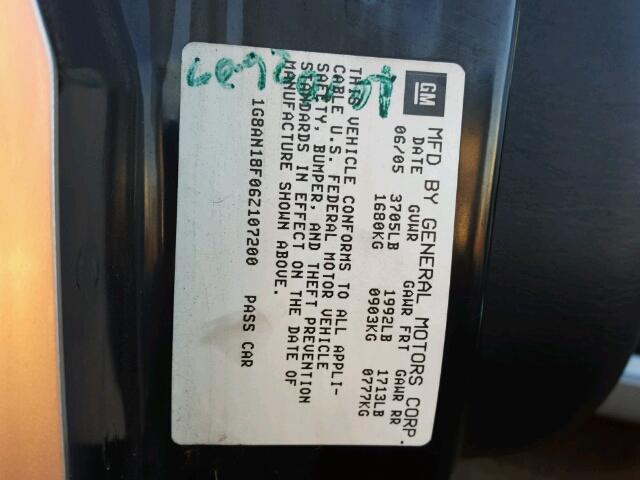 GM
MFD BY GENERAL MOTORS CORP.
DATE GVWR GAWR FRT GAWR RR
06/05 3705LB 1992LB 1713LB
1680KG 0903KG 0777KG
THIS VEHICLE CONFORMS TO ALL APPLI-
CABLE U.S. FEDERAL MOTOR VEHICLE
SAFETY, BUMPER, AND THEFT PREVENTION
STANDARDS IN EFFECT ON THE DATE OF
MANUFACTURE SHOWN ABOVE.
1G8AN18F06Z107200 PASS CAR